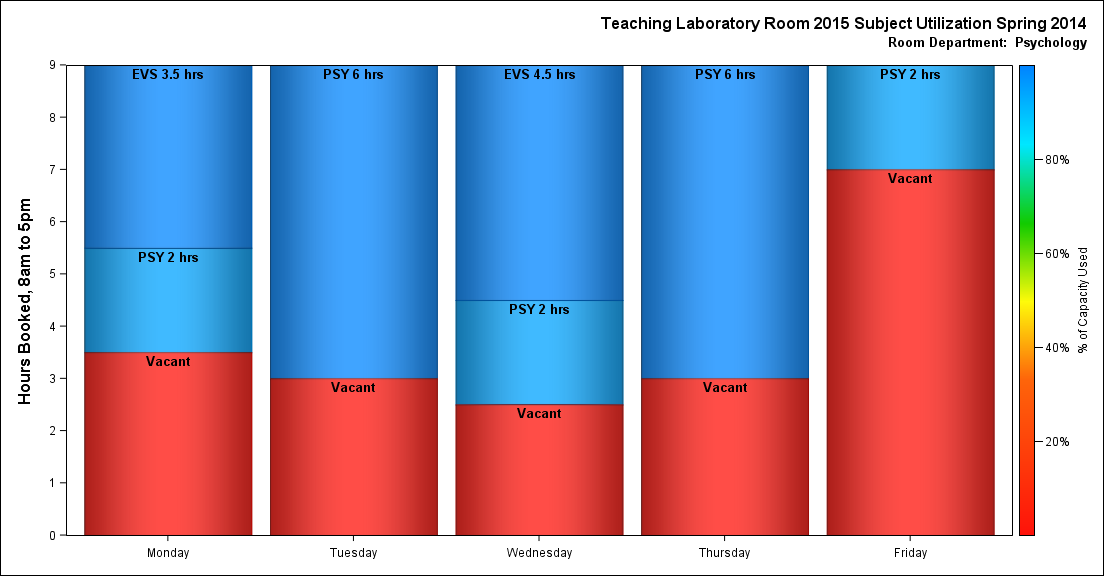 Teaching Laboratory Room 2015 Subject Utilization Spring 2014
Room Department: Psychology
Hours Booked, 8am to 5pm
9
8
7
6
5
4
3
2
1
0
EVS 3.5 hrs
PSY 2 hrs
Vacant
PSY 6 hrs
Vacant
EVS 4.5 hrs
PSY 2 hrs
Vacant
PSY 6 hrs
Vacant
PSY 2 hrs
Vacant
Monday
Tuesday
Wednesday
Thursday
Friday
80%
60%
40%
20%
% of Capacity Used